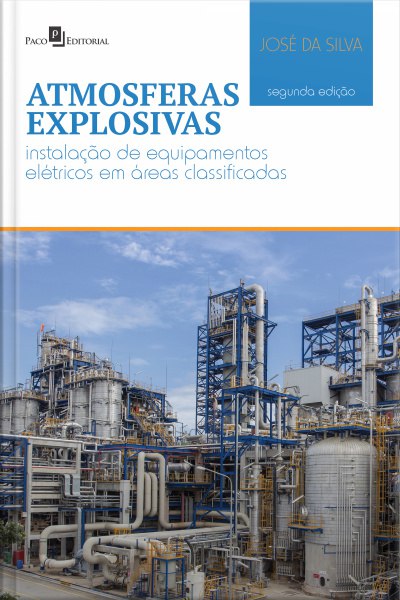 PACO EDITORIAL
JOSÉ DA SILVA
segunda edição
ATMOSFERAS
EXPLOSIVAS
instalação de equipamentos
elétricos em áreas classificadas